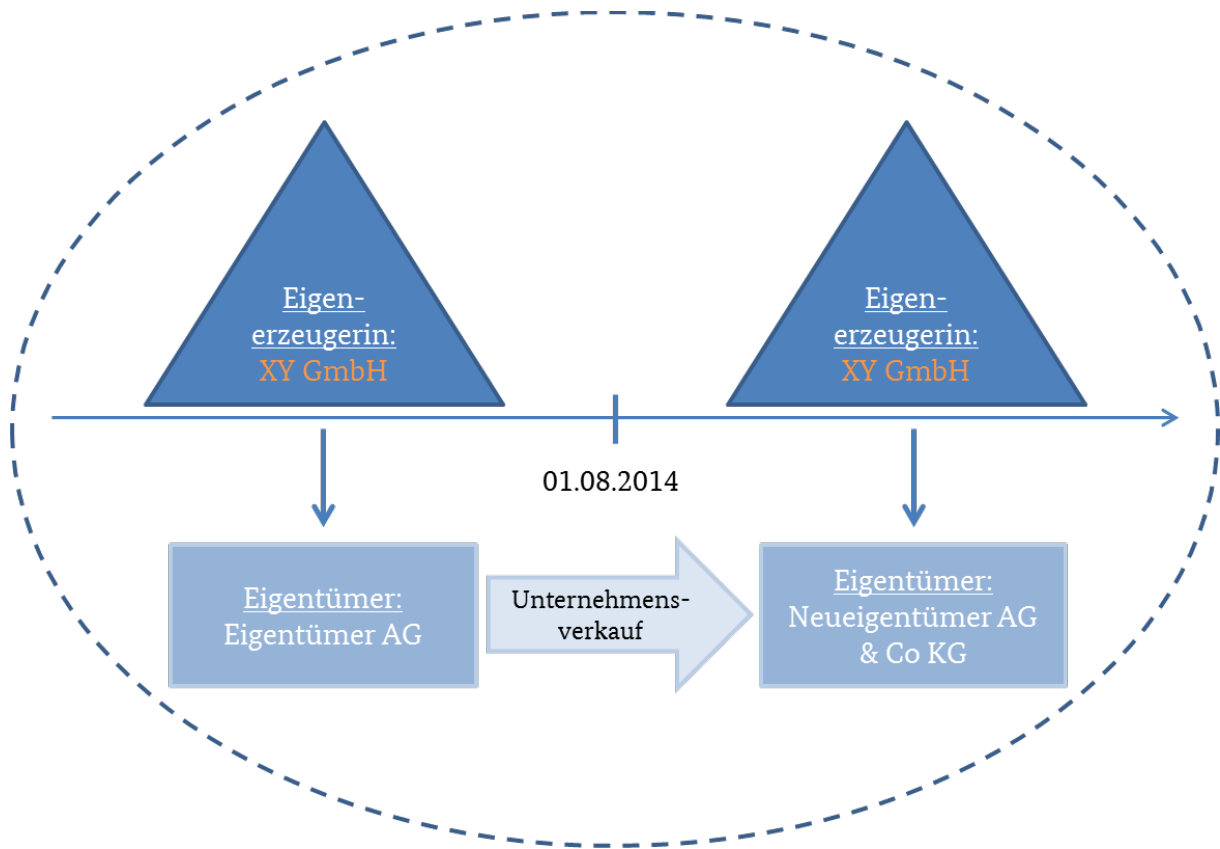 Eigen-
erzeugerin:
XY GmbH
Eigen-
erzeugerin:
XY GmbH
01.08.2014
Eigentümer:
Eigentümer AG
Unternehmens-
verkauf
Eigentümer:
Neueigentümer AG
& Co KG